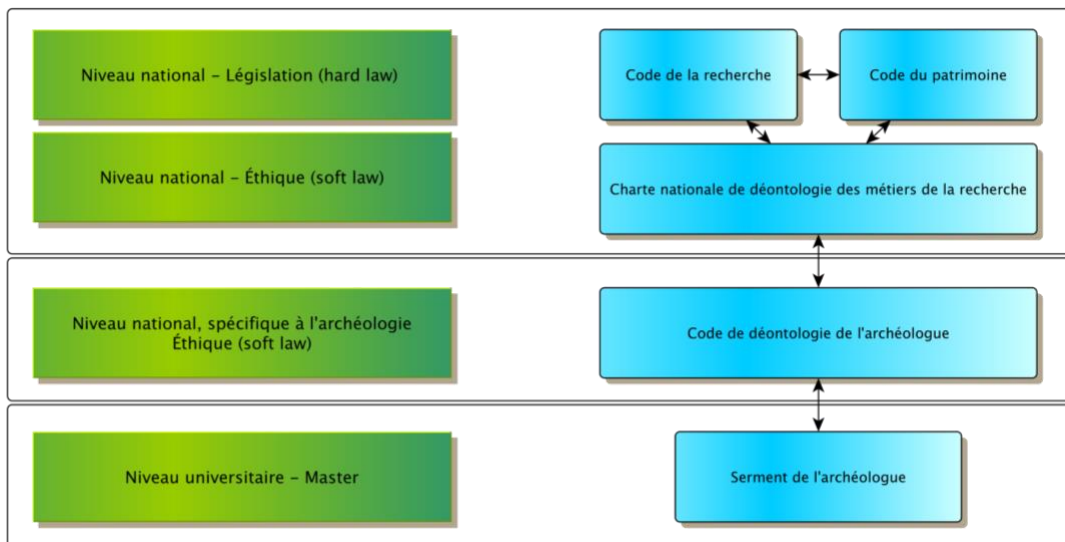 Niveau national – Législation (hard law)
Code de la recherche
Code du patrimoine
Niveau national – Éthique (soft law)
Charte nationale de déontologie des métiers de la recherche
Niveau national, spécifique à l'archéologie
Éthique (soft law)
Code de déontologie de l'archéologue
Niveau universitaire – Master
Serment de l'archéologue